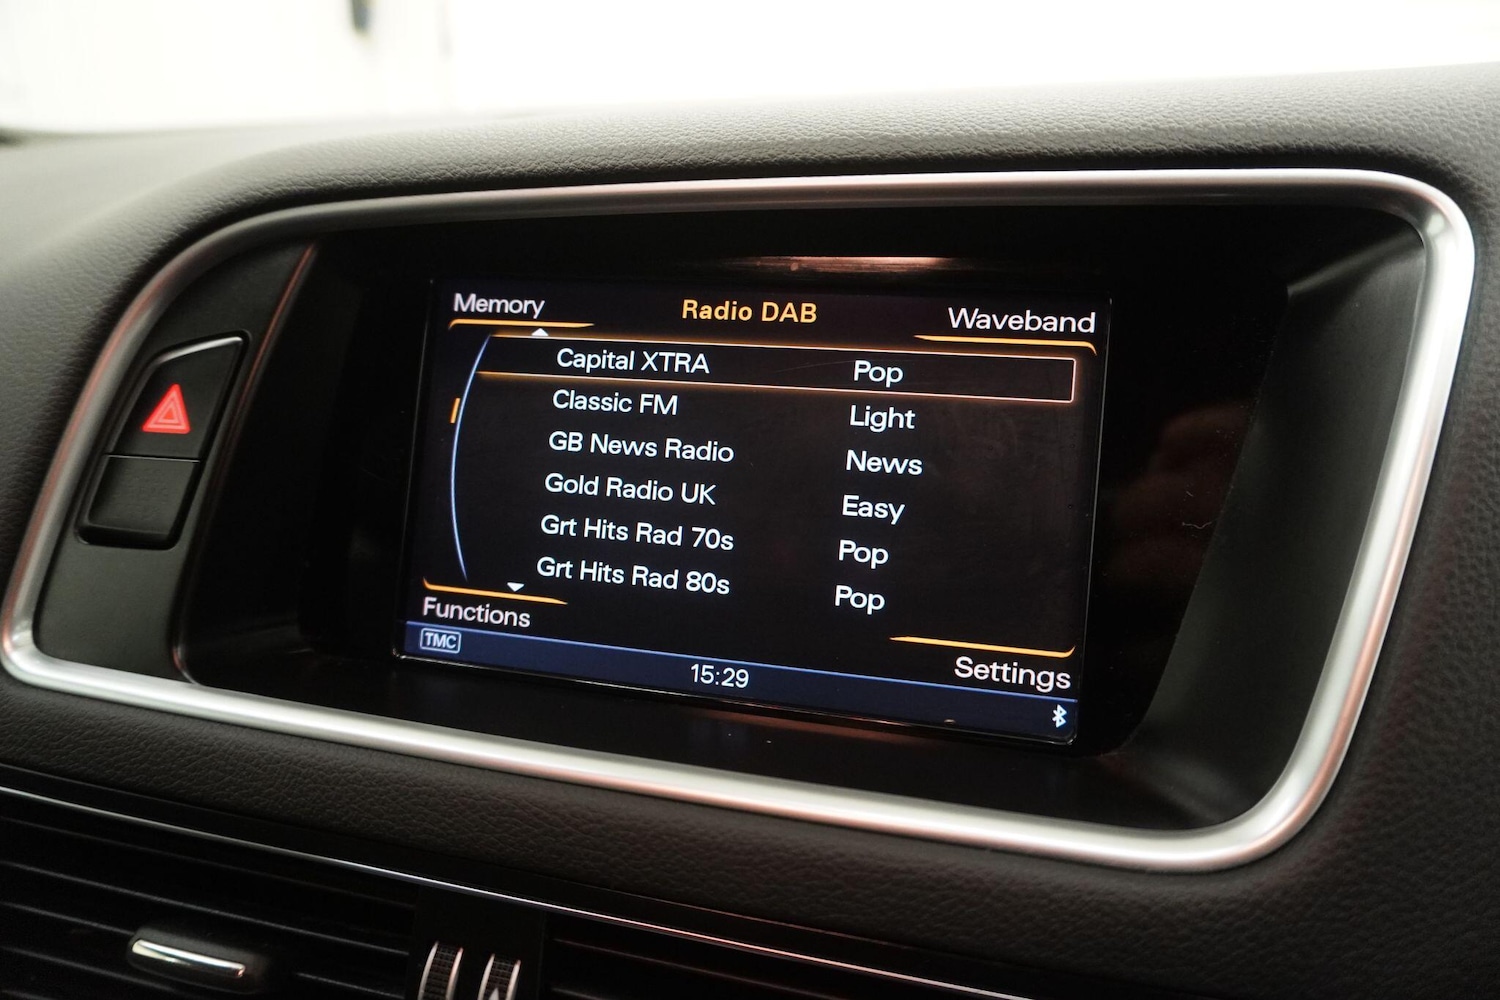 Memory
Radio DAB
Waveband
Capital XTRA Pop
Classic FM Light
GB News Radio News
Gold Radio UK Easy
Grt Hits Rad 70s Pop
Grt Hits Rad 80s Pop
Functions
Settings
TMC
15:29